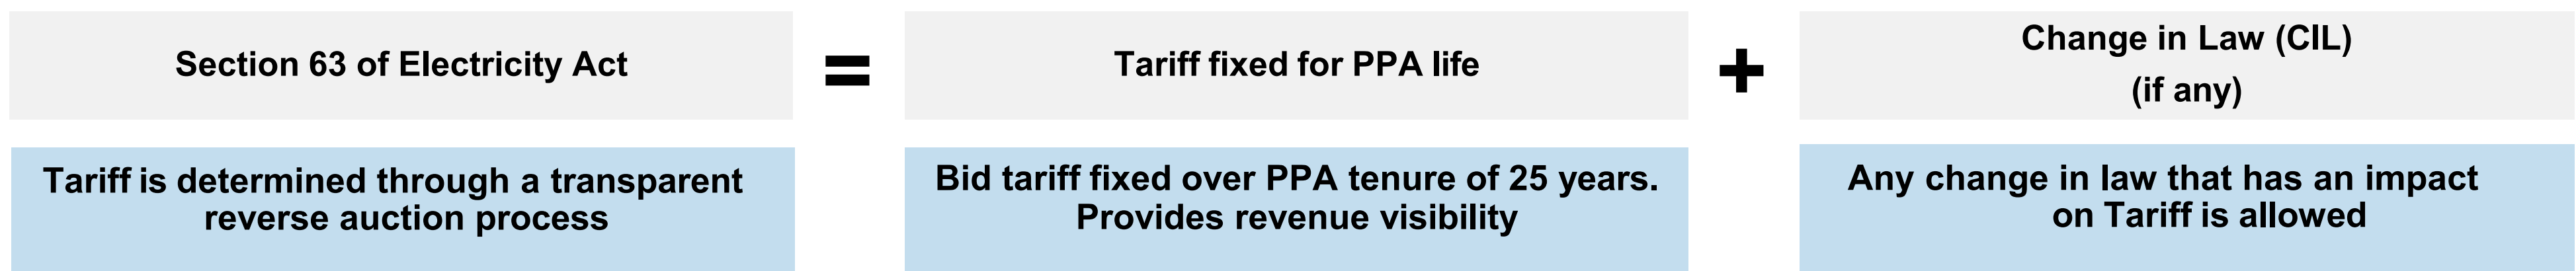 Section 63 of Electricity Act
=
Tariff fixed for PPA life
+
Change in Law (CIL)
(if any)
Tariff is determined through a transparent
reverse auction process
Bid tariff fixed over PPA tenure of 25 years.
Provides revenue visibility
Any change in law that has an impact
on Tariff is allowed